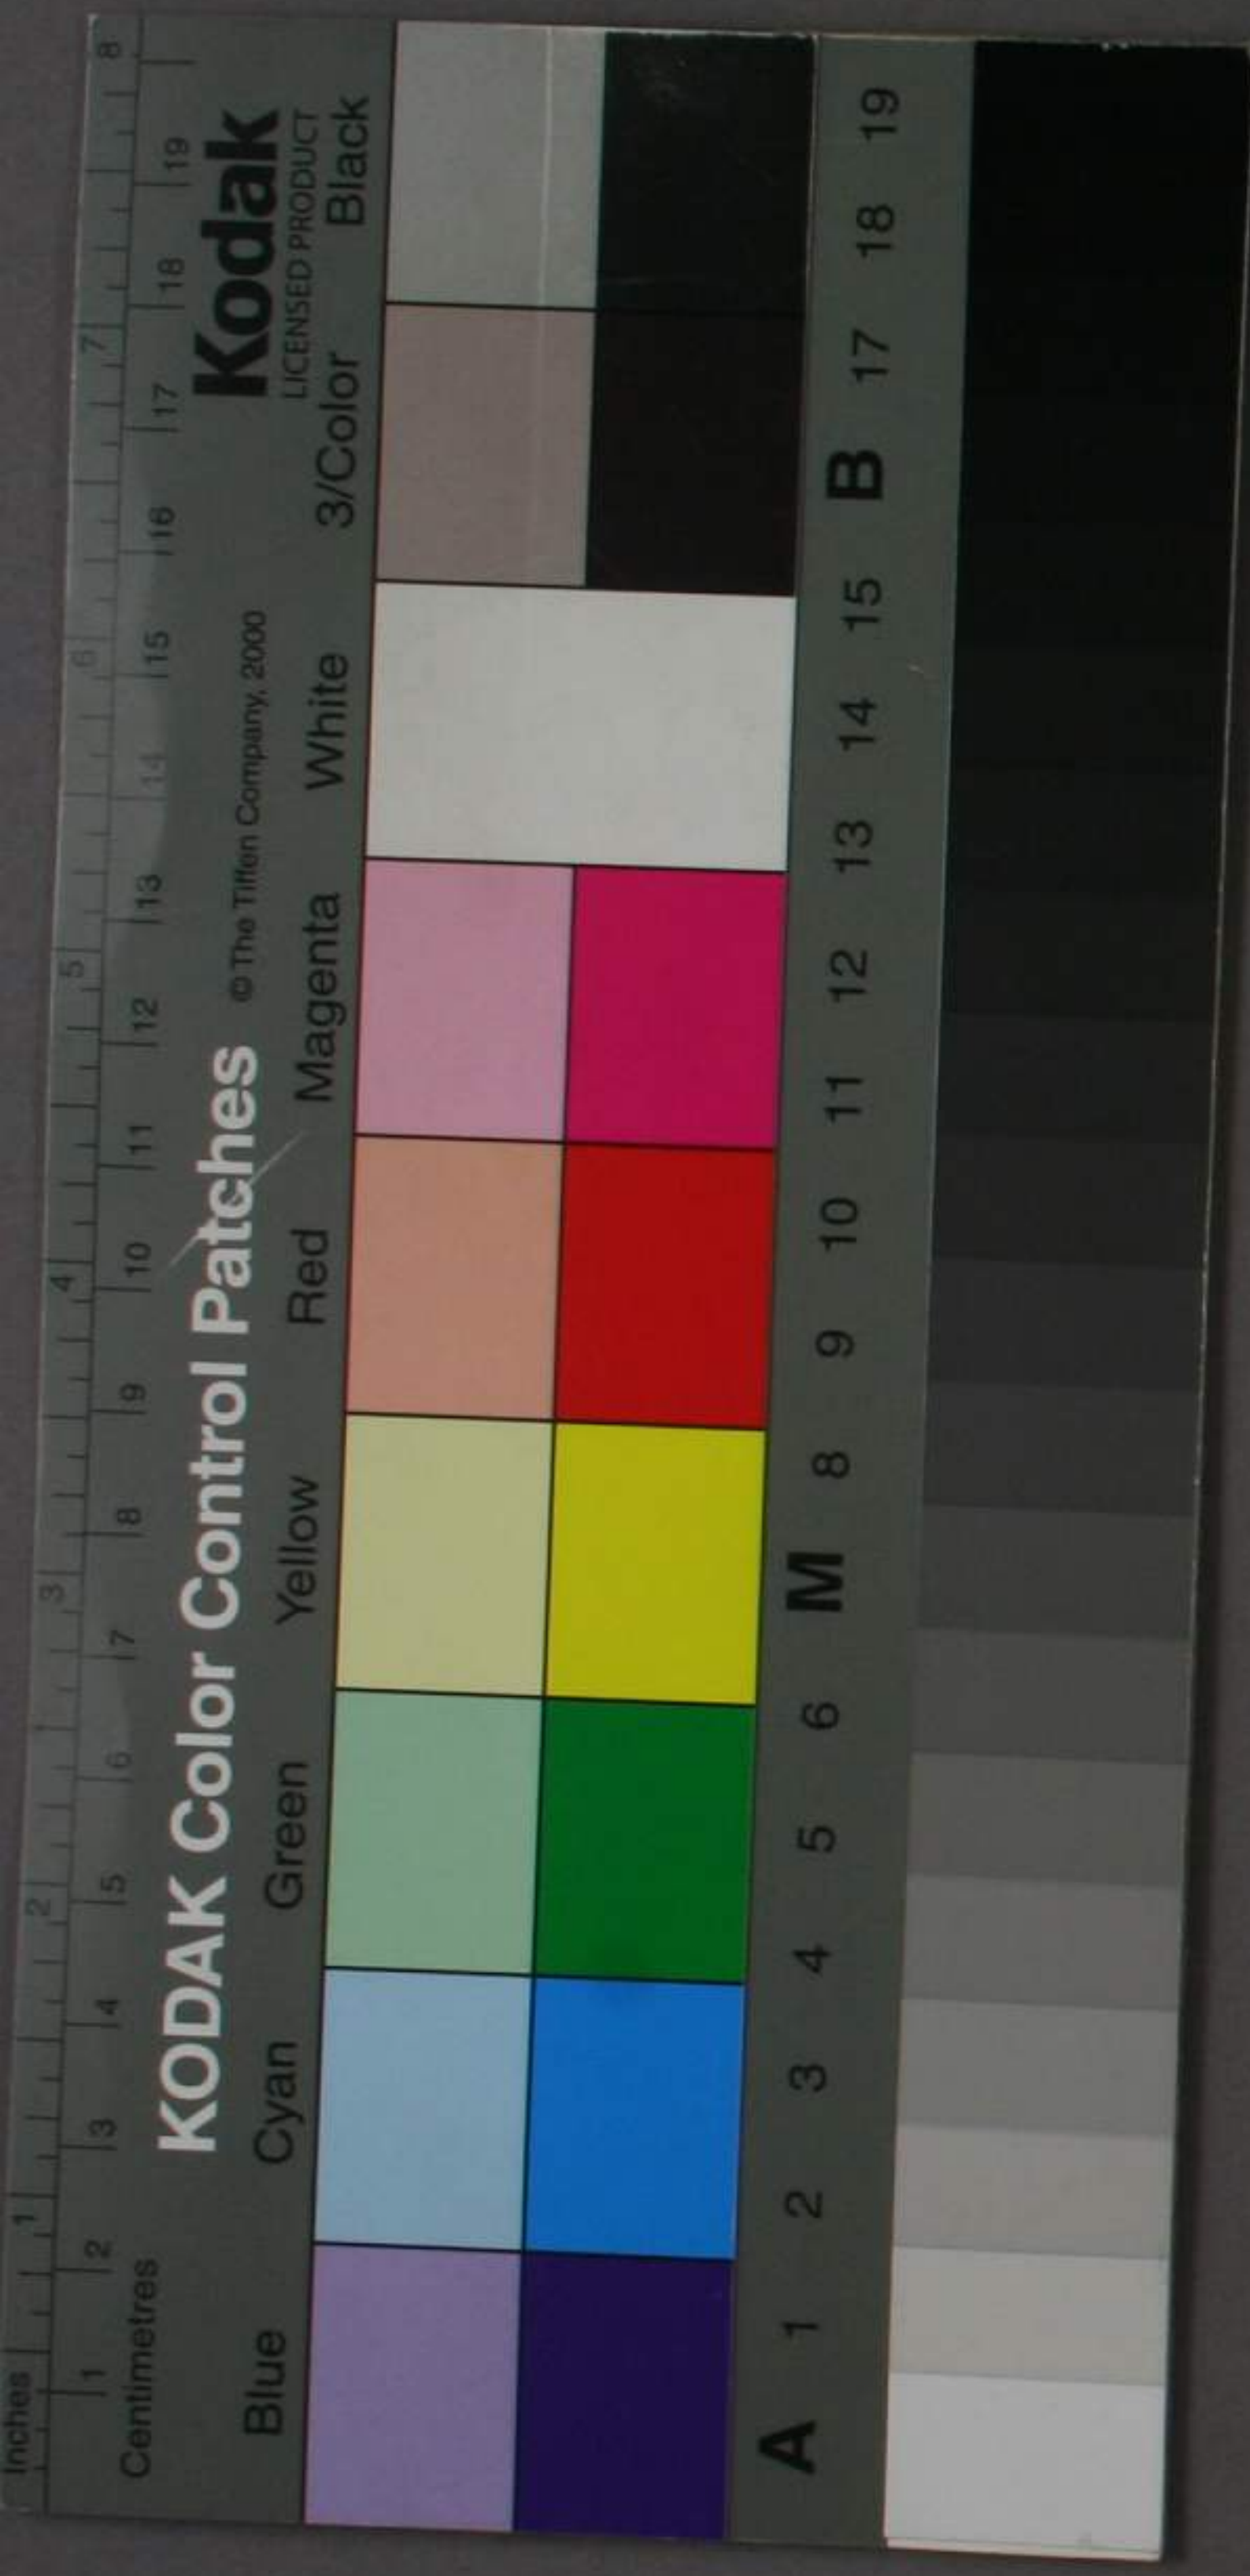 Inches 1 2 3 4 5 6 7 8
Centimetres 1 2 3 4 5 6 7 8 9 10 11 12 13 14 15 16 17 18 19
KODAK Color Control Patches © The Tiffen Company, 2000 Kodak
LICENSED PRODUCT
Blue Cyan Green Yellow Red Magenta White 3/Color Black
A 1 2 3 4 5 6 M 8 9 10 11 12 13 14 15 B 17 18 19